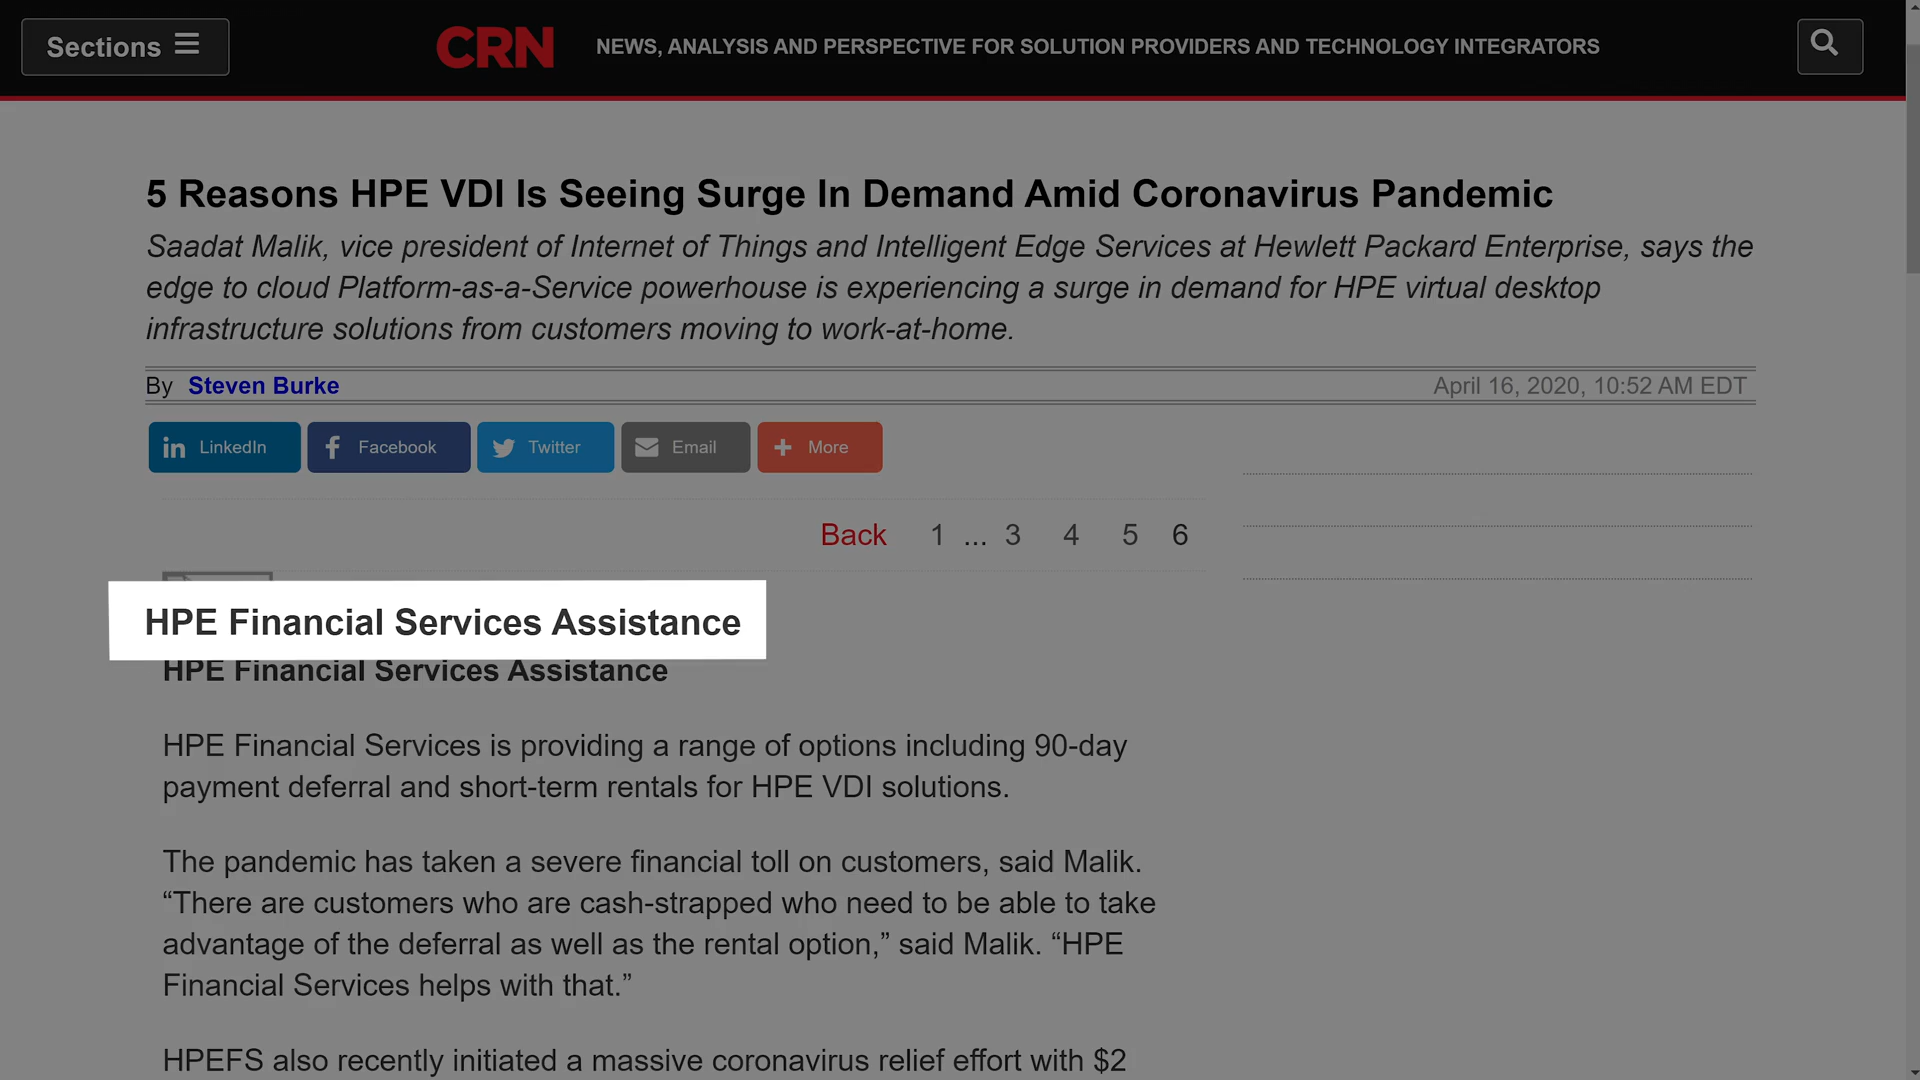 Sections
CRN
NEWS, ANALYSIS AND PERSPECTIVE FOR SOLUTION PROVIDERS AND TECHNOLOGY INTEGRATORS
5 Reasons HPE VDI Is Seeing Surge In Demand Amid Coronavirus Pandemic
Saadat Malik, vice president of Internet of Things and Intelligent Edge Services at Hewlett Packard Enterprise, says the
edge to cloud Platform-as-a-Service powerhouse is experiencing a surge in demand for HPE virtual desktop
infrastructure solutions from customers moving to work-at-home.
By Steven Burke
April 16, 2020, 10:52 AM EDT
LinkedIn Facebook Twitter Email More
Back 1 ... 3 4 5 6
HPE Financial Services Assistance
HPE Financial Services Assistance
HPE Financial Services is providing a range of options including 90-day
payment deferral and short-term rentals for HPE VDI solutions.
The pandemic has taken a severe financial toll on customers, said Malik.
“There are customers who are cash-strapped who need to be able to take
advantage of the deferral as well as the rental option,” said Malik. “HPE
Financial Services helps with that.”
HPEFS also recently initiated a massive coronavirus relief effort with $2